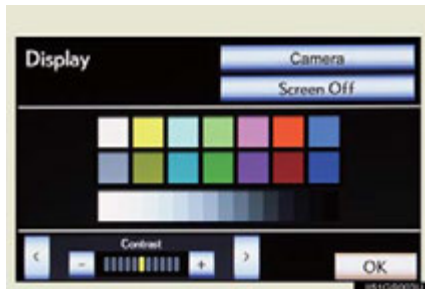 Display
Camera
Screen Off
Contrast
< - + >
OK